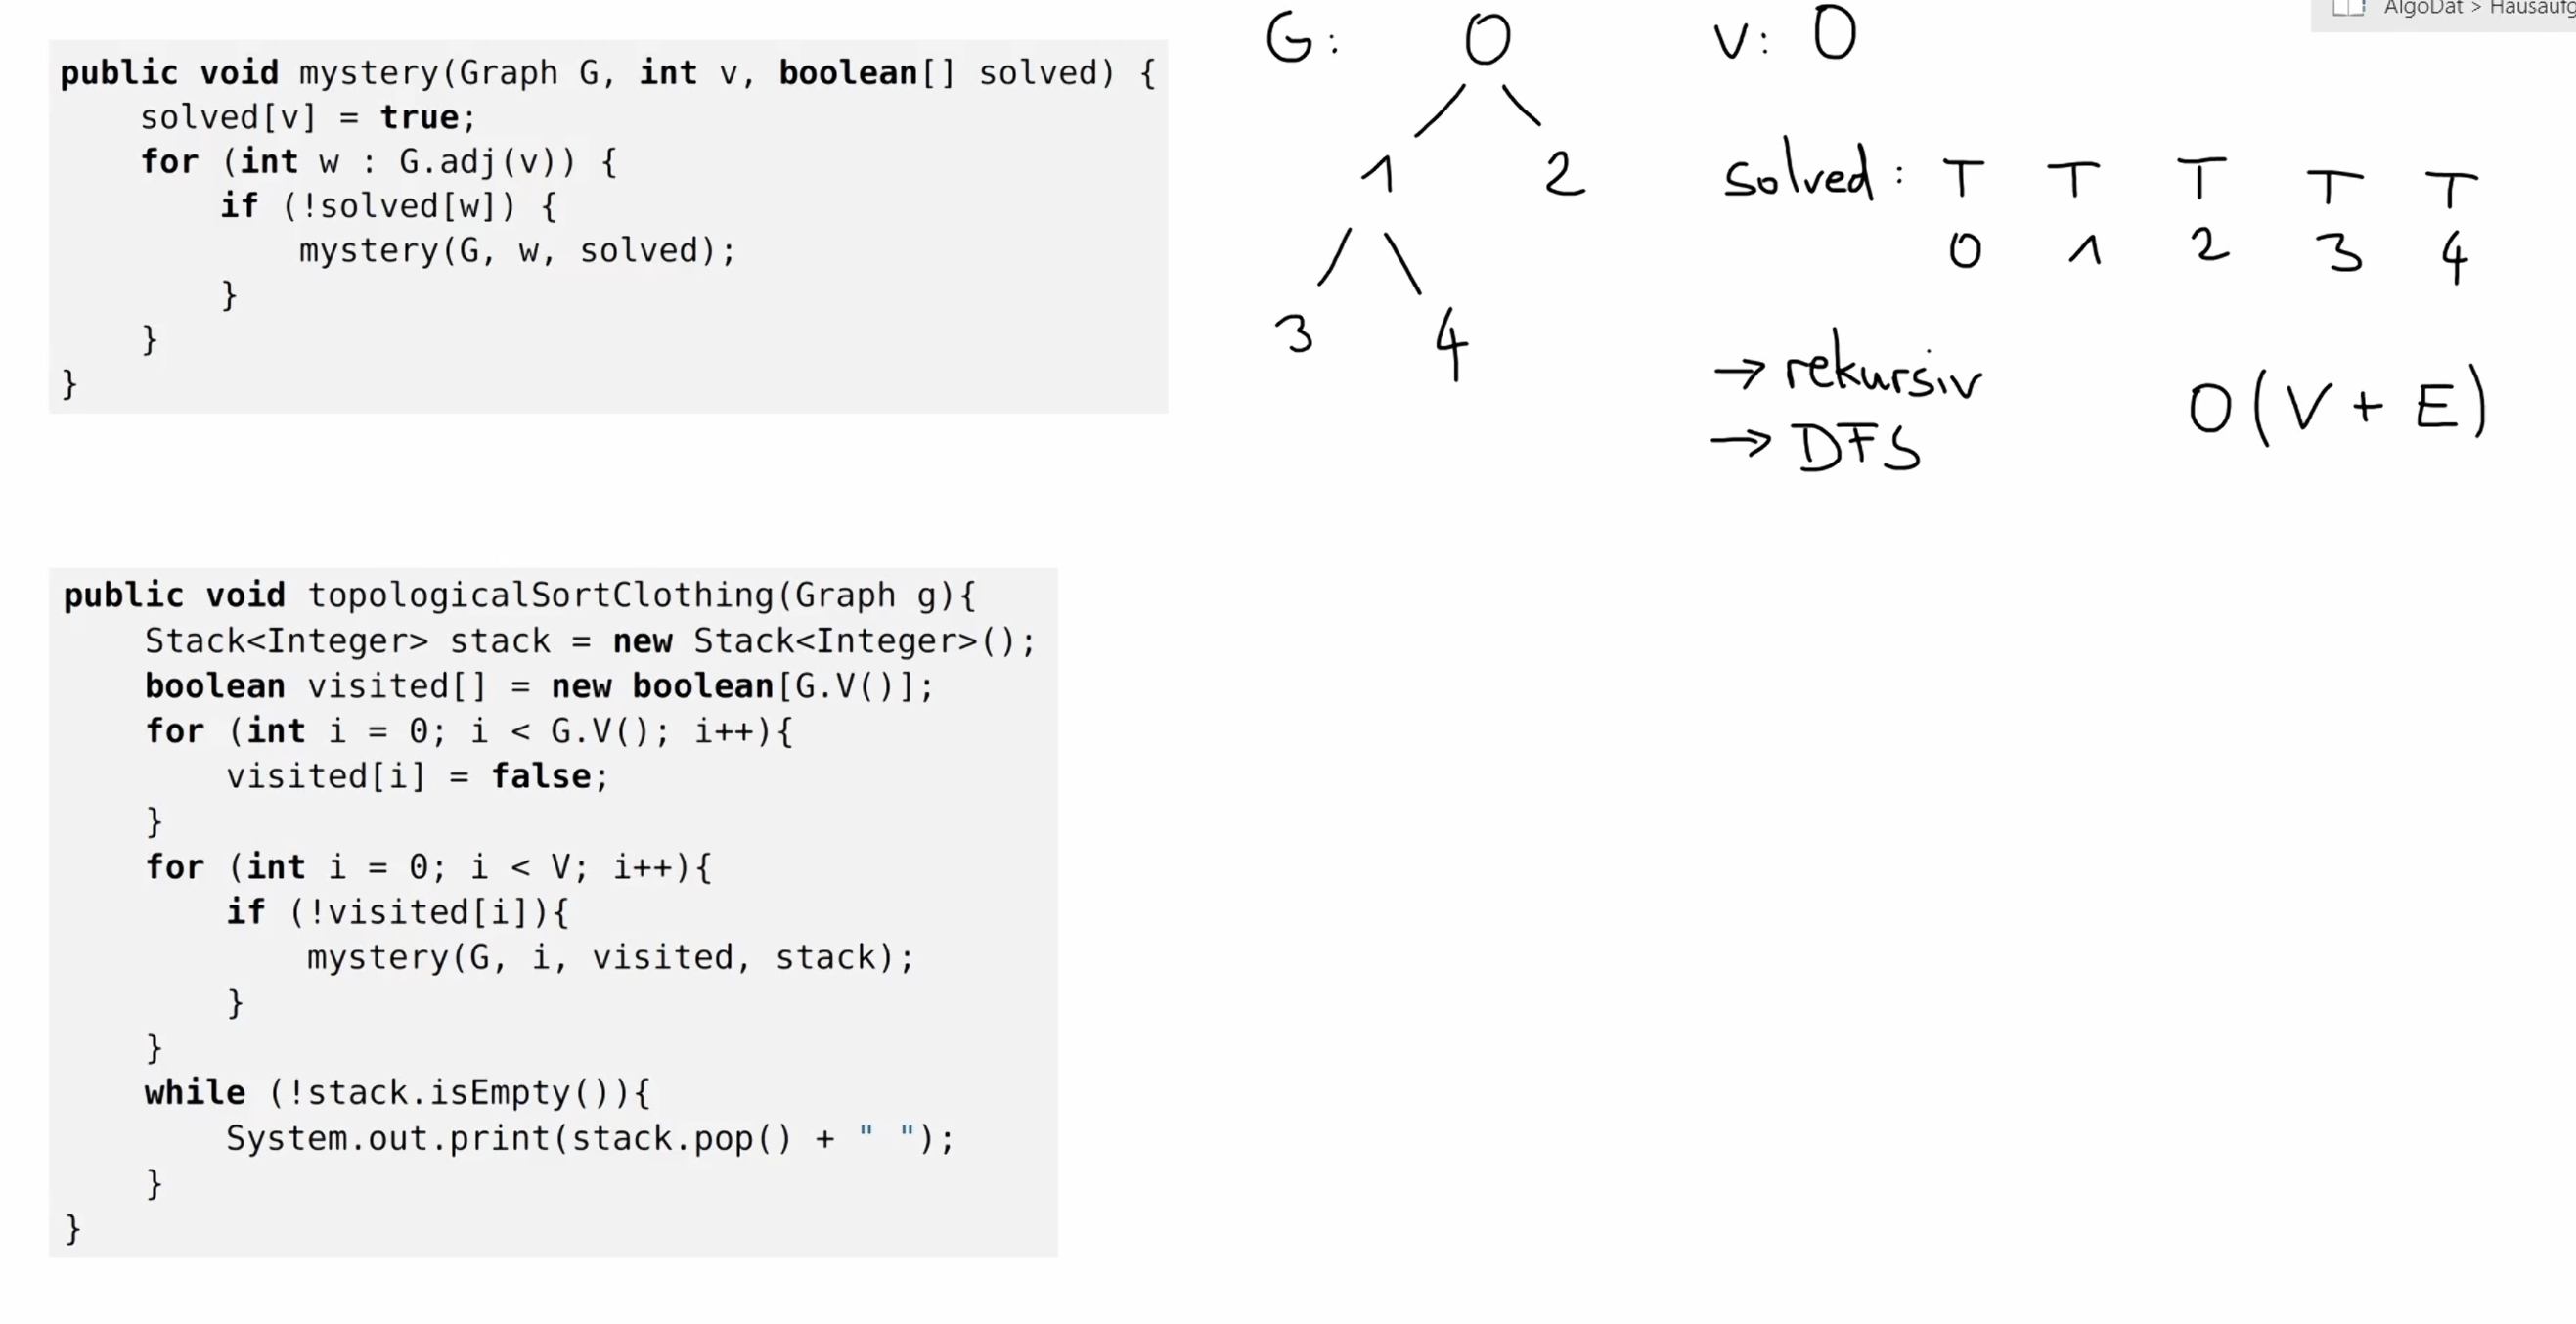 AlgoDat > Hausaufg
public void mystery(Graph G, int v, boolean[] solved) {
solved[v] = true;
for (int w : G.adj(v)) {
if (!solved[w]) {
mystery(G, w, solved);
}
}
}
G: 0
1 2
3 4
v: 0
solved: T T T T T
0 1 2 3 4
→ rekursiv
→ DFS
O(V+E)
public void topologicalSortClothing(Graph g){
Stack<Integer> stack = new Stack<Integer>();
boolean visited[] = new boolean[G.V()];
for (int i = 0; i < G.V(); i++){
visited[i] = false;
}
for (int i = 0; i < V; i++){
if (!visited[i]){
mystery(G, i, visited, stack);
}
}
while (!stack.isEmpty()){
System.out.print(stack.pop() + " ");
}
}